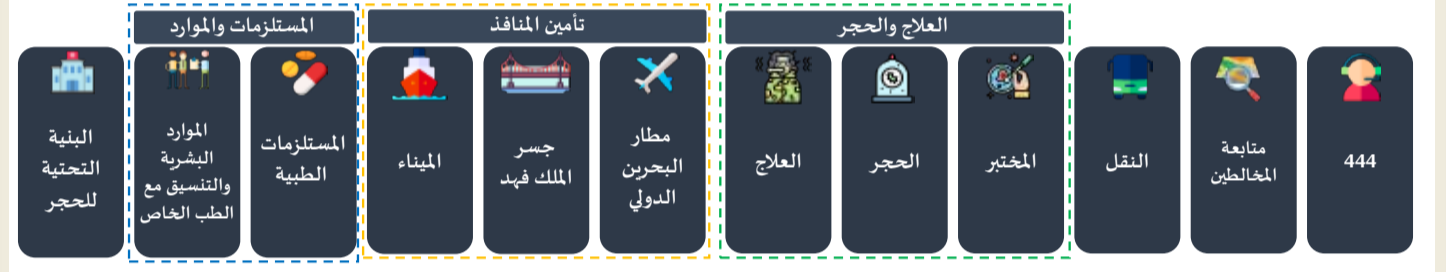 العلاج والحجر
تأمين المنافذ
المستلزمات والموارد
444
متابعة
المخالطين
النقل
المختبر
الحجر
العلاج
مطار
البحرين
الدولي
جسر
الملك فهد
الميناء
المستلزمات
الطبية
الموارد
البشرية
والتنسيق مع
الطب الخاص
البنية
التحتية
للحجر